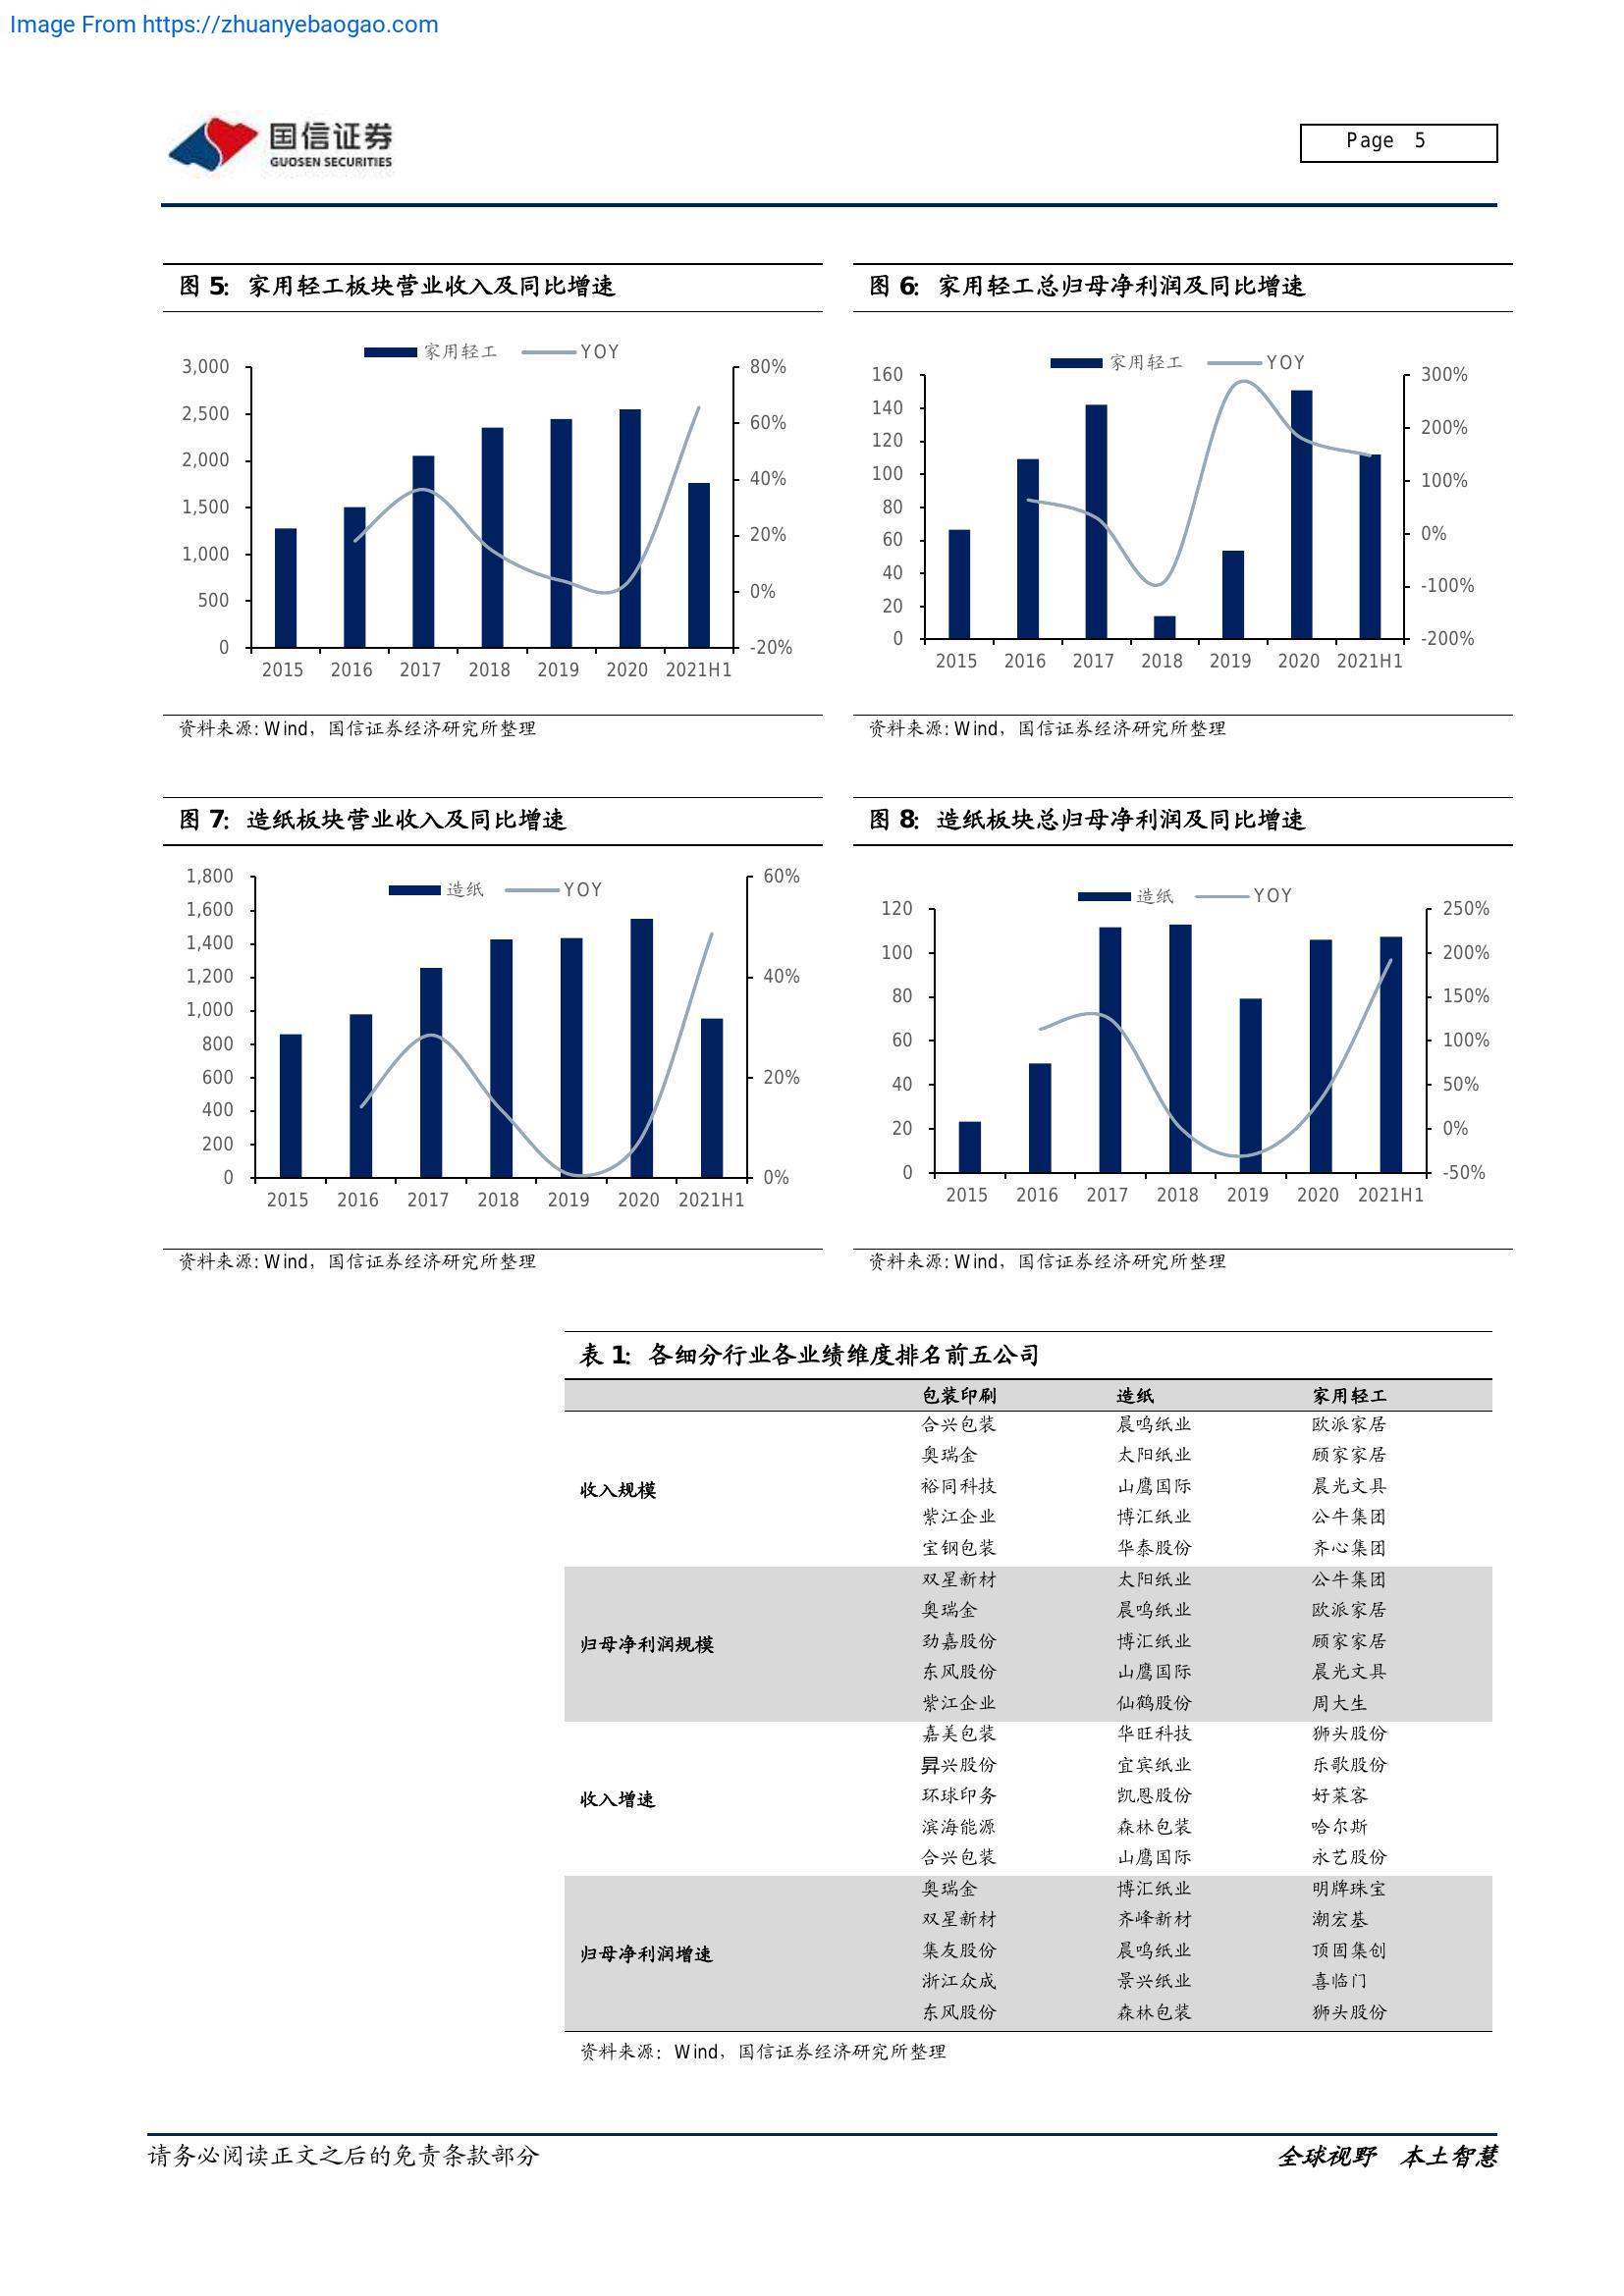 Image From https://zhuanyebaogao.com
国信证券
GUOSEN SECURITIES
Page 5
图 5: 家用轻工板块营业收入及同比增速
家用轻工 YOY
3,000
2,500
2,000
1,500
1,000
500
0
80%
60%
40%
20%
0%
-20%
2015 2016 2017 2018 2019 2020 2021H1
资料来源: Wind，国信证券经济研究所整理
图 6: 家用轻工总归母净利润及同比增速
家用轻工 YOY
160
140
120
100
80
60
40
20
0
300%
200%
100%
0%
-100%
-200%
2015 2016 2017 2018 2019 2020 2021H1
资料来源: Wind，国信证券经济研究所整理
图 7: 造纸板块营业收入及同比增速
造纸 YOY
1,800
1,600
1,400
1,200
1,000
800
600
400
200
0
60%
40%
20%
0%
2015 2016 2017 2018 2019 2020 2021H1
资料来源: Wind，国信证券经济研究所整理
图 8: 造纸板块总归母净利润及同比增速
造纸 YOY
120
100
80
60
40
20
0
250%
200%
150%
100%
50%
0%
-50%
2015 2016 2017 2018 2019 2020 2021H1
资料来源: Wind，国信证券经济研究所整理
表 1: 各细分行业各业绩维度排名前五公司
包装印刷 造纸 家用轻工
收入规模
合兴包装 晨鸣纸业 欧派家居
奥瑞金 太阳纸业 顾家家居
裕同科技 山鹰国际 晨光文具
紫江企业 博汇纸业 公牛集团
宝钢包装 华泰股份 齐心集团
归母净利润规模
双星新材 太阳纸业 公牛集团
奥瑞金 晨鸣纸业 欧派家居
劲嘉股份 博汇纸业 顾家家居
东风股份 山鹰国际 晨光文具
紫江企业 仙鹤股份 周大生
收入增速
嘉美包装 华旺科技 狮头股份
昇兴股份 宜宾纸业 乐歌股份
环球印务 凯恩股份 好莱客
滨海能源 森林包装 哈尔斯
合兴包装 山鹰国际 永艺股份
归母净利润增速
奥瑞金 博汇纸业 明牌珠宝
双星新材 齐峰新材 潮宏基
集友股份 晨鸣纸业 顶固集创
浙江众成 景兴纸业 喜临门
东风股份 森林包装 狮头股份
资料来源: Wind，国信证券经济研究所整理
请务必阅读正文之后的免责条款部分
全球视野 本土智慧